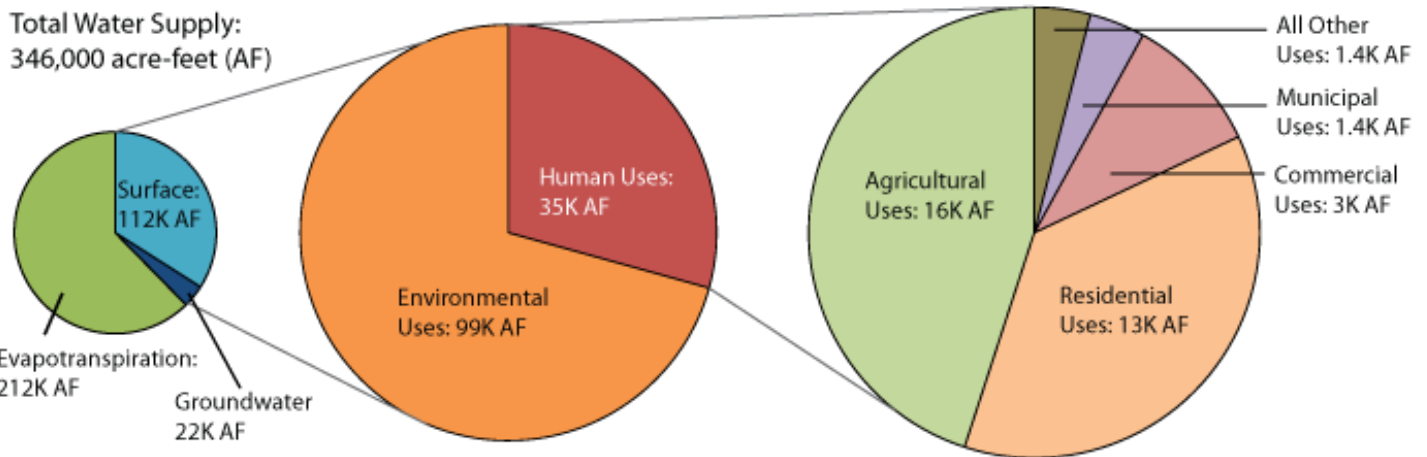 Total Water Supply:
346,000 acre-feet (AF)
Surface:
112K AF
Evapotranspiration:
212K AF
Groundwater
22K AF
Human Uses:
35K AF
Environmental
Uses: 99K AF
Agricultural
Uses: 16K AF
All Other
Uses: 1.4K AF
Municipal
Uses: 1.4K AF
Commercial
Uses: 3K AF
Residential
Uses: 13K AF